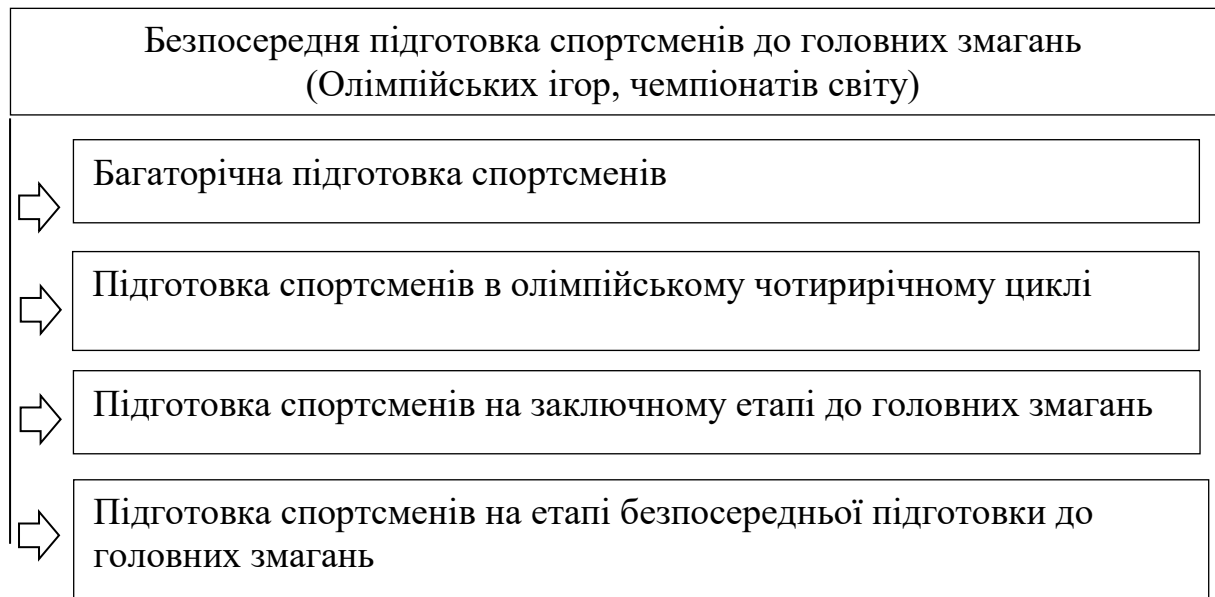 Безпосередня підготовка спортсменів до головних змагань
(Олімпійських ігор, чемпіонатів світу)
Багаторічна підготовка спортсменів
Підготовка спортсменів в олімпійському чотирирічному циклі
Підготовка спортсменів на заключному етапі до головних змагань
Підготовка спортсменів на етапі безпосередньої підготовки до
головних змагань